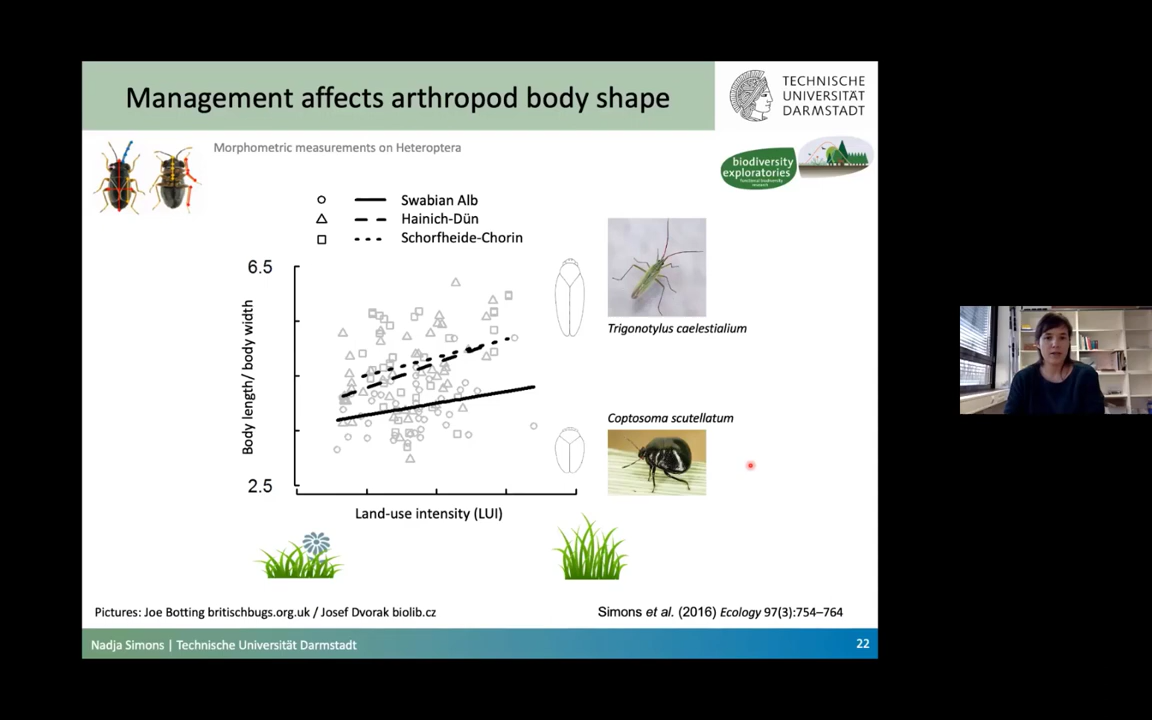 Management affects arthropod body shape
TECHNISCHE
UNIVERSITÄT
DARMSTADT
Morphometric measurements on Heteroptera
biodiversity
exploratories
Swabian Alb
Hainich-Dün
Schorfheide-Chorin
6.5
Body length/ body width
2.5
Land-use intensity (LUI)
Trigonotylus caelestialium
Coptosoma scutellatum
Pictures: Joe Botting britischbugs.org.uk / Josef Dvorak biolib.cz
Simons et al. (2016) Ecology 97(3):754–764
Nadja Simons | Technische Universität Darmstadt
22